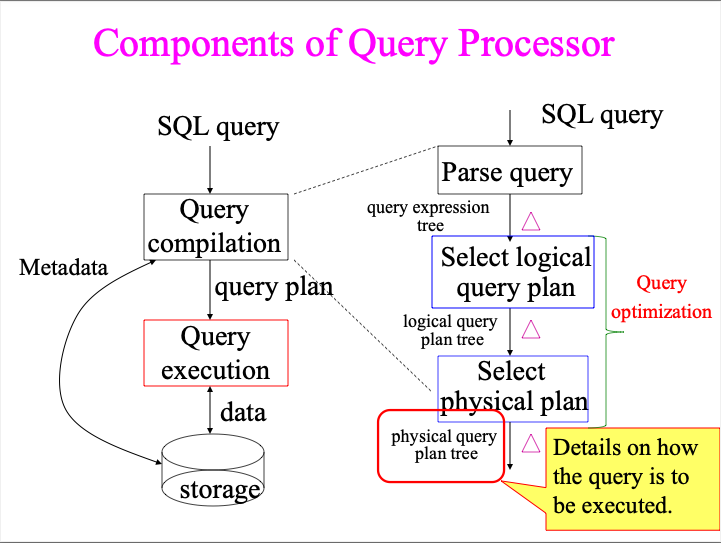 Components of Query Processor
SQL query
Query
compilation
Metadata
query plan
Query
execution
data
storage
SQL query
Parse query
query expression
tree
Select logical
query plan
logical query
plan tree
Select
physical plan
physical query
plan tree
Query
optimization
Details on how
the query is to
be executed.